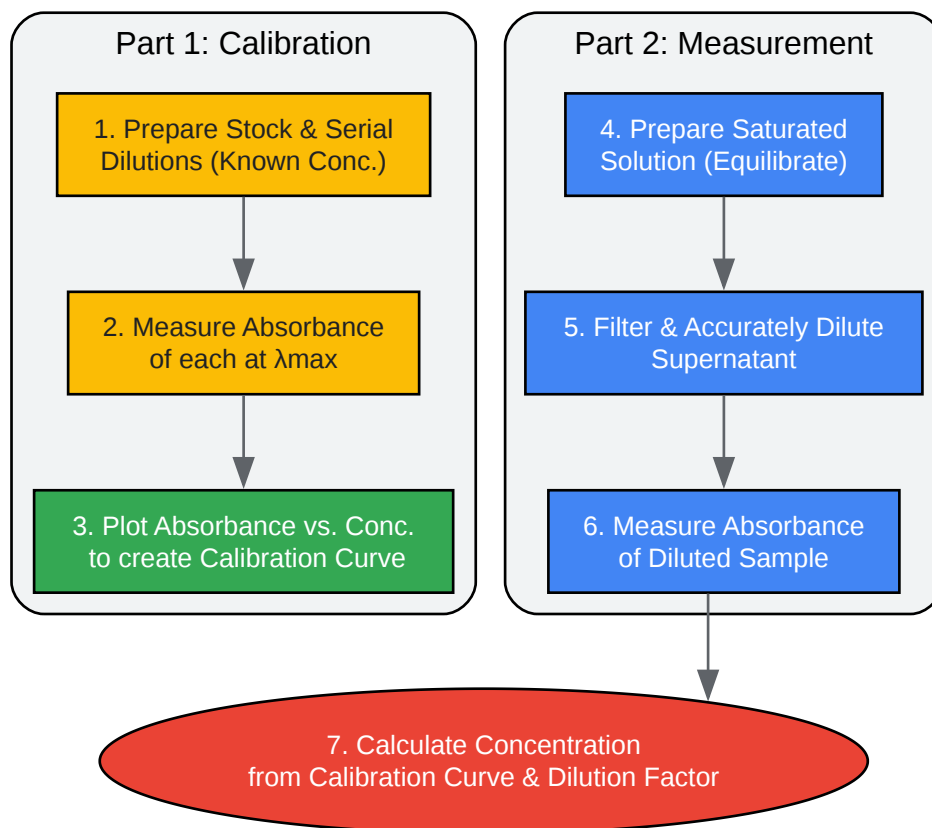 Part 1: Calibration
1. Prepare Stock & Serial
Dilutions (Known Conc.)
2. Measure Absorbance
of each at λmax
3. Plot Absorbance vs. Conc.
to create Calibration Curve
Part 2: Measurement
4. Prepare Saturated
Solution (Equilibrate)
5. Filter & Accurately Dilute
Supernatant
6. Measure Absorbance
of Diluted Sample
7. Calculate Concentration
from Calibration Curve & Dilution Factor